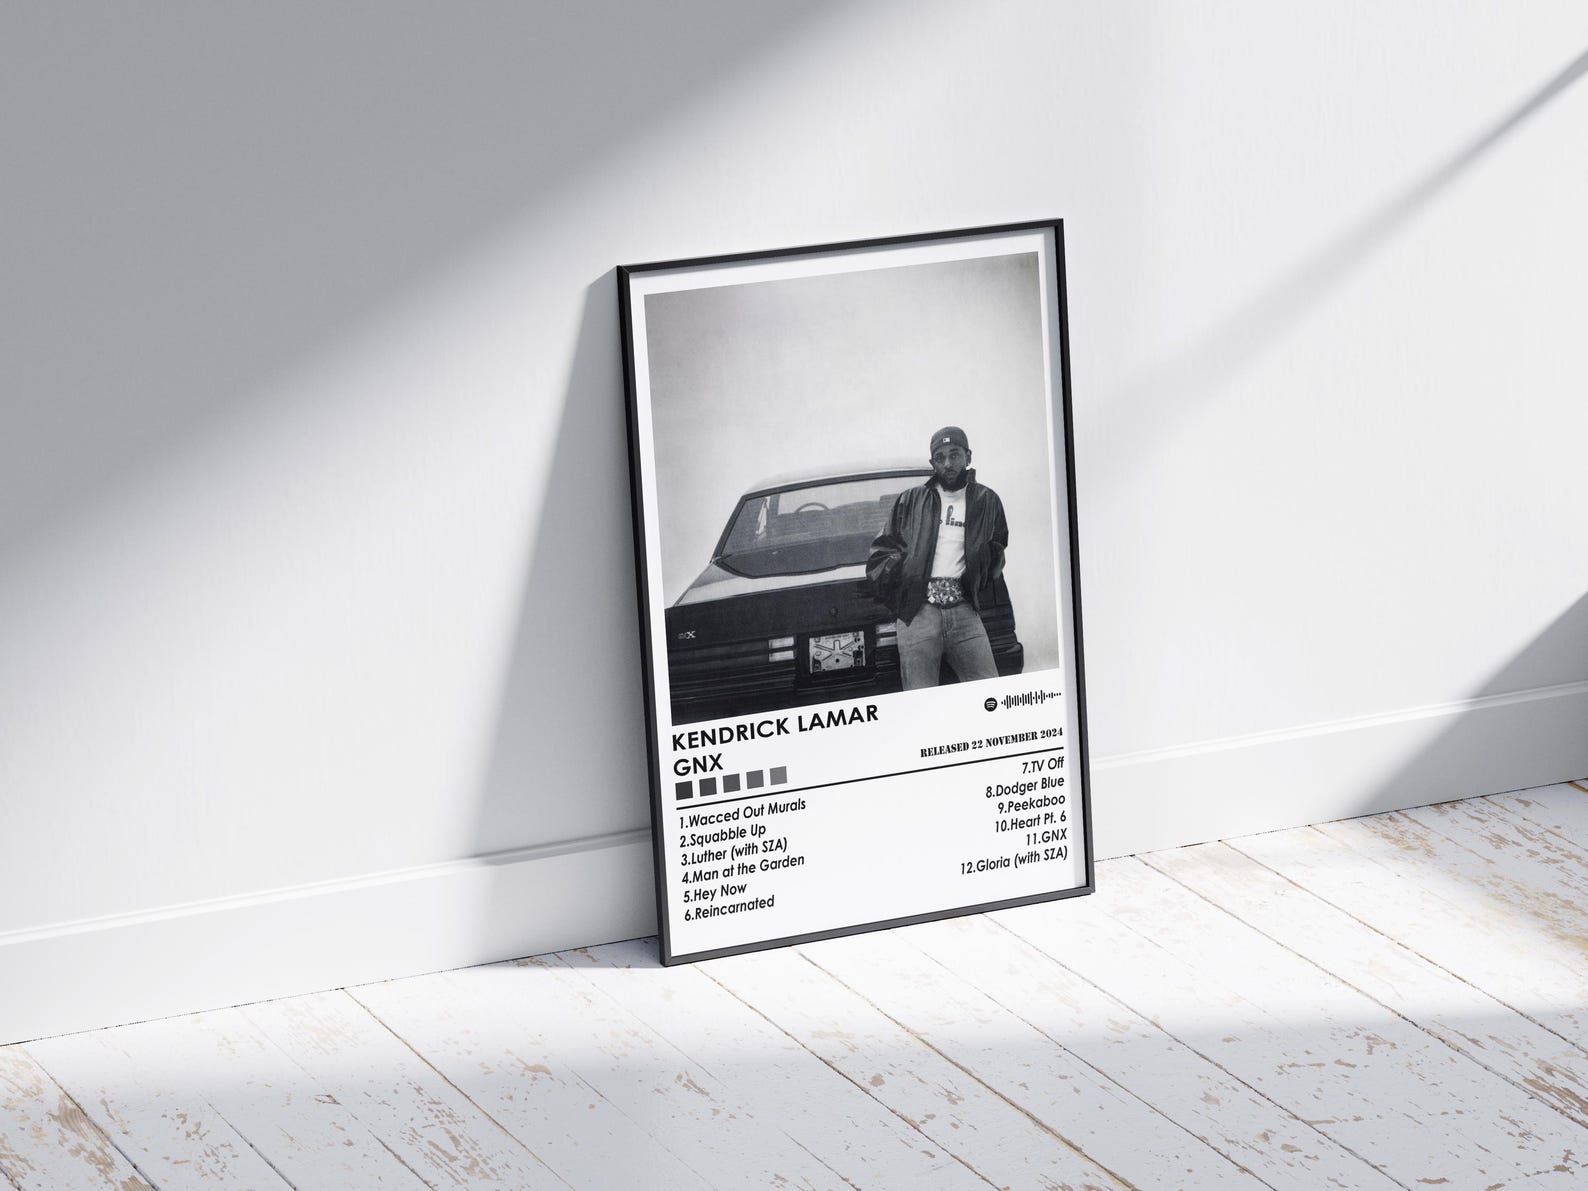 GNX
KENDRICK LAMAR
GNX
RELEASED 22 NOVEMBER 2024
1.Wacced Out Murals
2.Squabble Up
3.Luther (with SZA)
4.Man at the Garden
5.Hey Now
6.Reincarnated
7.TV Off
8.Dodger Blue
9.Peekaboo
10.Heart Pt. 6
11.GNX
12.Gloria (with SZA)